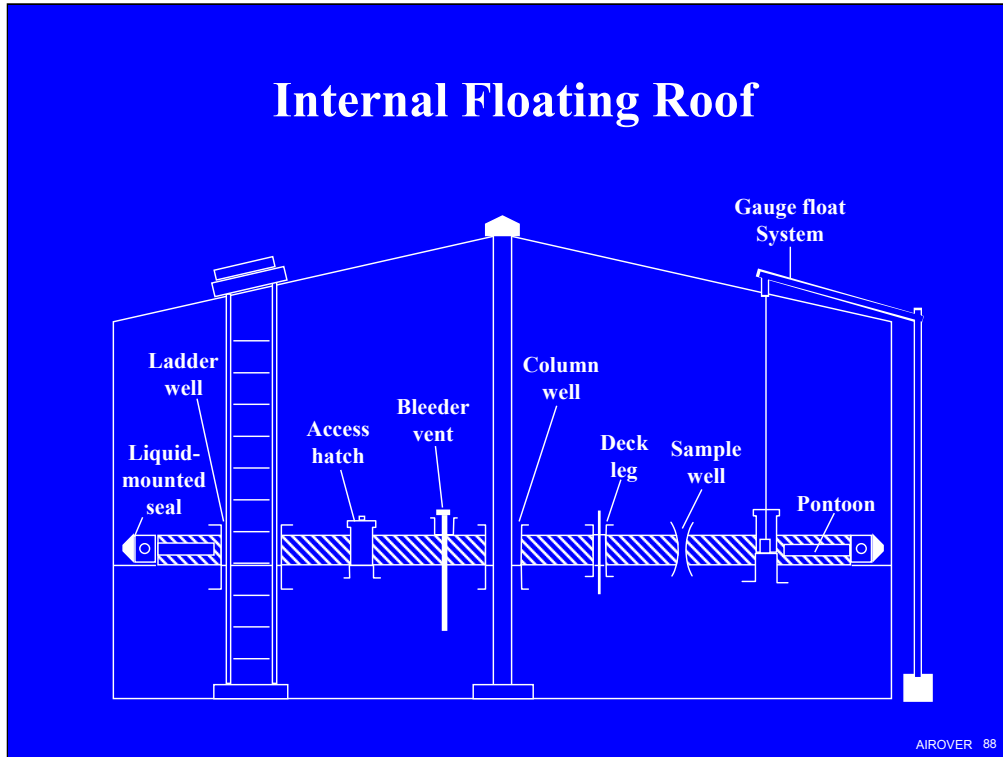 Internal Floating Roof
Gauge float
System
Ladder
well
Column
well
Bleeder
vent
Access
hatch
Deck
leg
Sample
well
Liquid-
mounted
seal
Pontoon
AIROVER 88